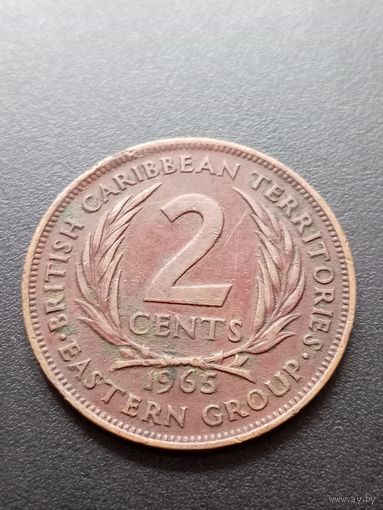 BRITISH CARIBBEAN TERRITORIES
2
CENTS
1965
EASTERN GROUP
www.ay.by